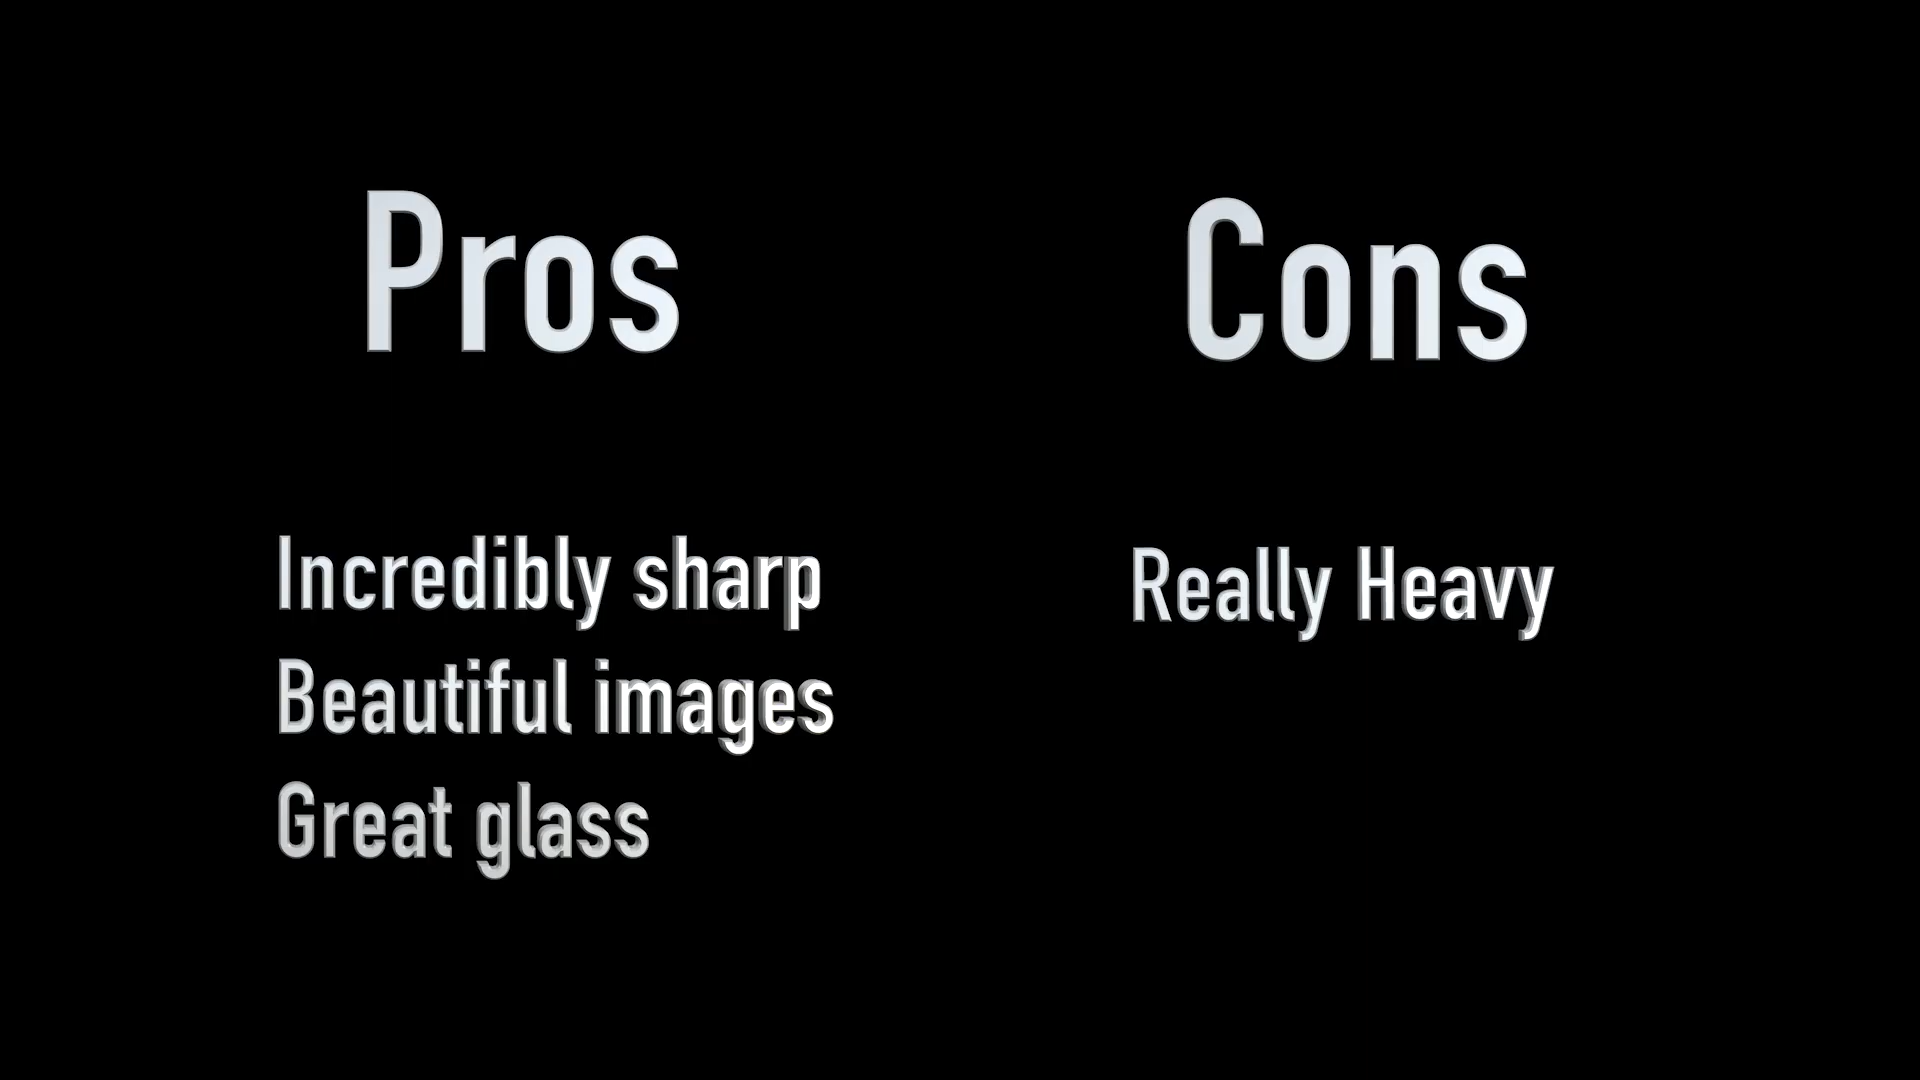 Pros
Incredibly sharp
Beautiful images
Great glass
Cons
Really Heavy